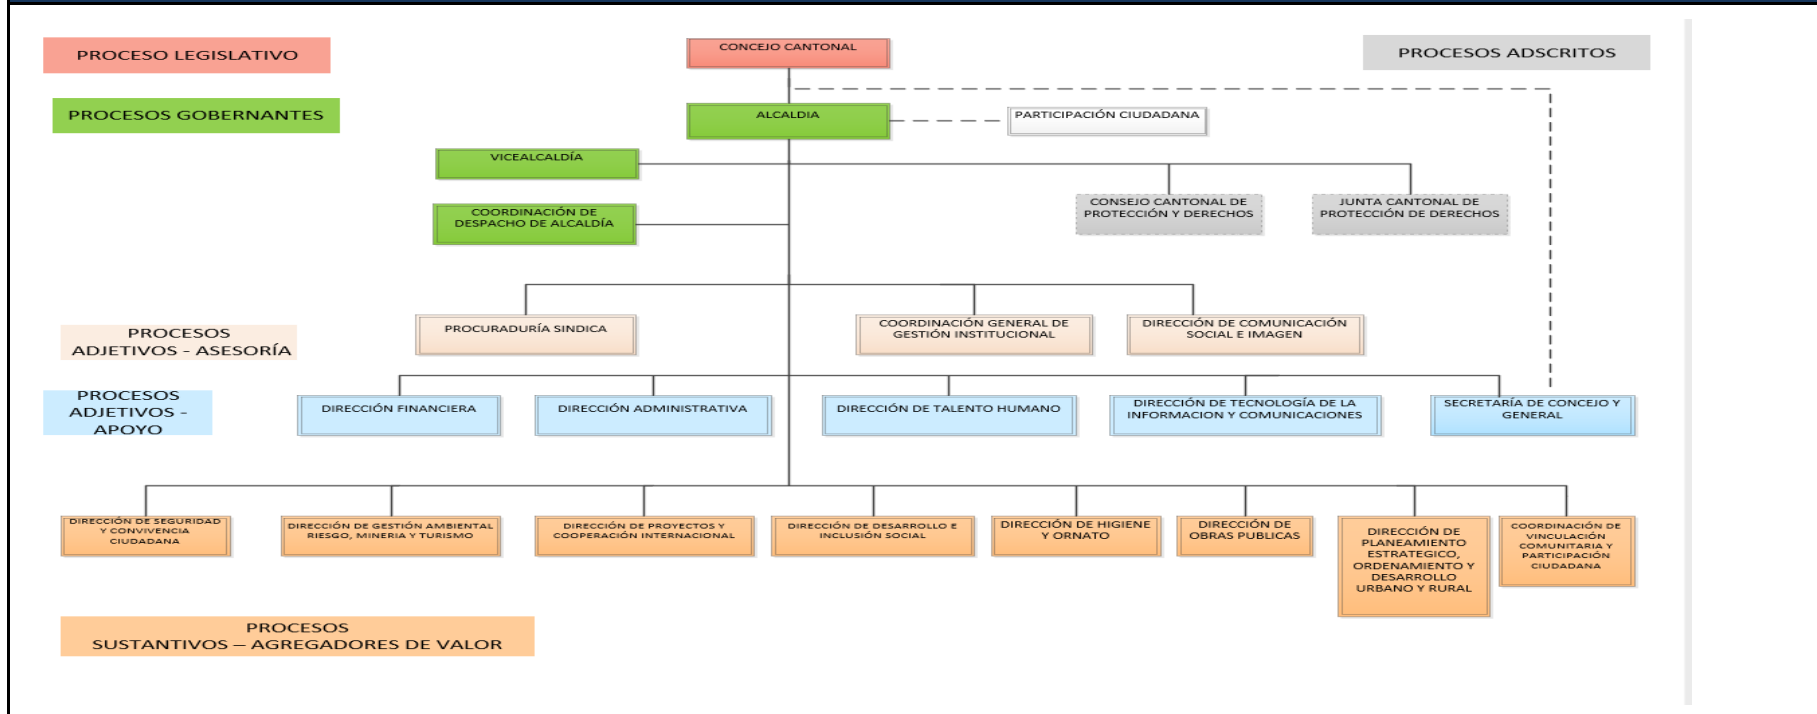 PROCESO LEGISLATIVO
CONCEJO CANTONAL
PROCESOS ADSCRITOS
PROCESOS GOBERNANTES
ALCALDIA
PARTICIPACIÓN CIUDADANA
VICEALCALDÍA
COORDINACIÓN DE
DESPACHO DE ALCALDÍA
CONSEJO CANTONAL DE
PROTECCIÓN Y DERECHOS
JUNTA CANTONAL DE
PROTECCIÓN DE DERECHOS
PROCESOS
ADJETIVOS - ASESORÍA
PROCURADURÍA SINDICA
COORDINACIÓN GENERAL DE
GESTIÓN INSTITUCIONAL
DIRECCIÓN DE COMUNICACIÓN
SOCIAL E IMAGEN
PROCESOS
ADJETIVOS -
APOYO
DIRECCIÓN FINANCIERA
DIRECCIÓN ADMINISTRATIVA
DIRECCIÓN DE TALENTO HUMANO
DIRECCIÓN DE TECNOLOGÍA DE LA
INFORMACION Y COMUNICACIONES
SECRETARÍA DE CONCEJO Y
GENERAL
DIRECCIÓN DE SEGURIDAD
Y CONVIVENCIA
CIUDADANA
DIRECCIÓN DE GESTIÓN AMBIENTAL
RIESGO, MINERIA Y TURISMO
DIRECCIÓN DE PROYECTOS Y
COOPERACIÓN INTERNACIONAL
DIRECCIÓN DE DESARROLLO E
INCLUSIÓN SOCIAL
DIRECCIÓN DE HIGIENE
Y ORNATO
DIRECCIÓN DE
OBRAS PUBLICAS
DIRECCIÓN DE
PLANEAMIENTO
ESTRATEGICO,
ORDENAMIENTO Y
DESARROLLO
URBANO Y RURAL
COORDINACIÓN DE
VINCULACIÓN
COMUNITARIA Y
PARTICIPACIÓN
CIUDADANA
PROCESOS
SUSTANTIVOS – AGREGADORES DE VALOR